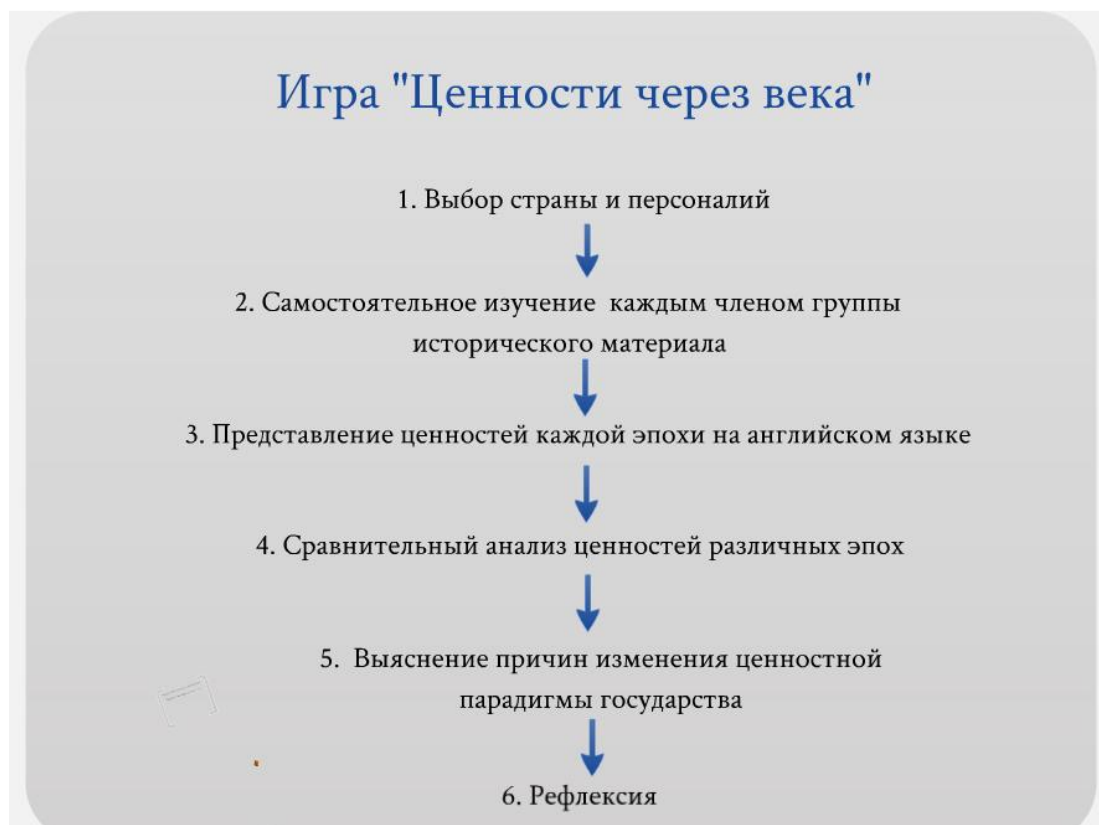 Игра "Ценности через века"
1. Выбор страны и персоналий
2. Самостоятельное изучение каждым членом группы
исторического материала
3. Представление ценностей каждой эпохи на английском языке
4. Сравнительный анализ ценностей различных эпох
5. Выяснение причин изменения ценностной
парадигмы государства
6. Рефлексия